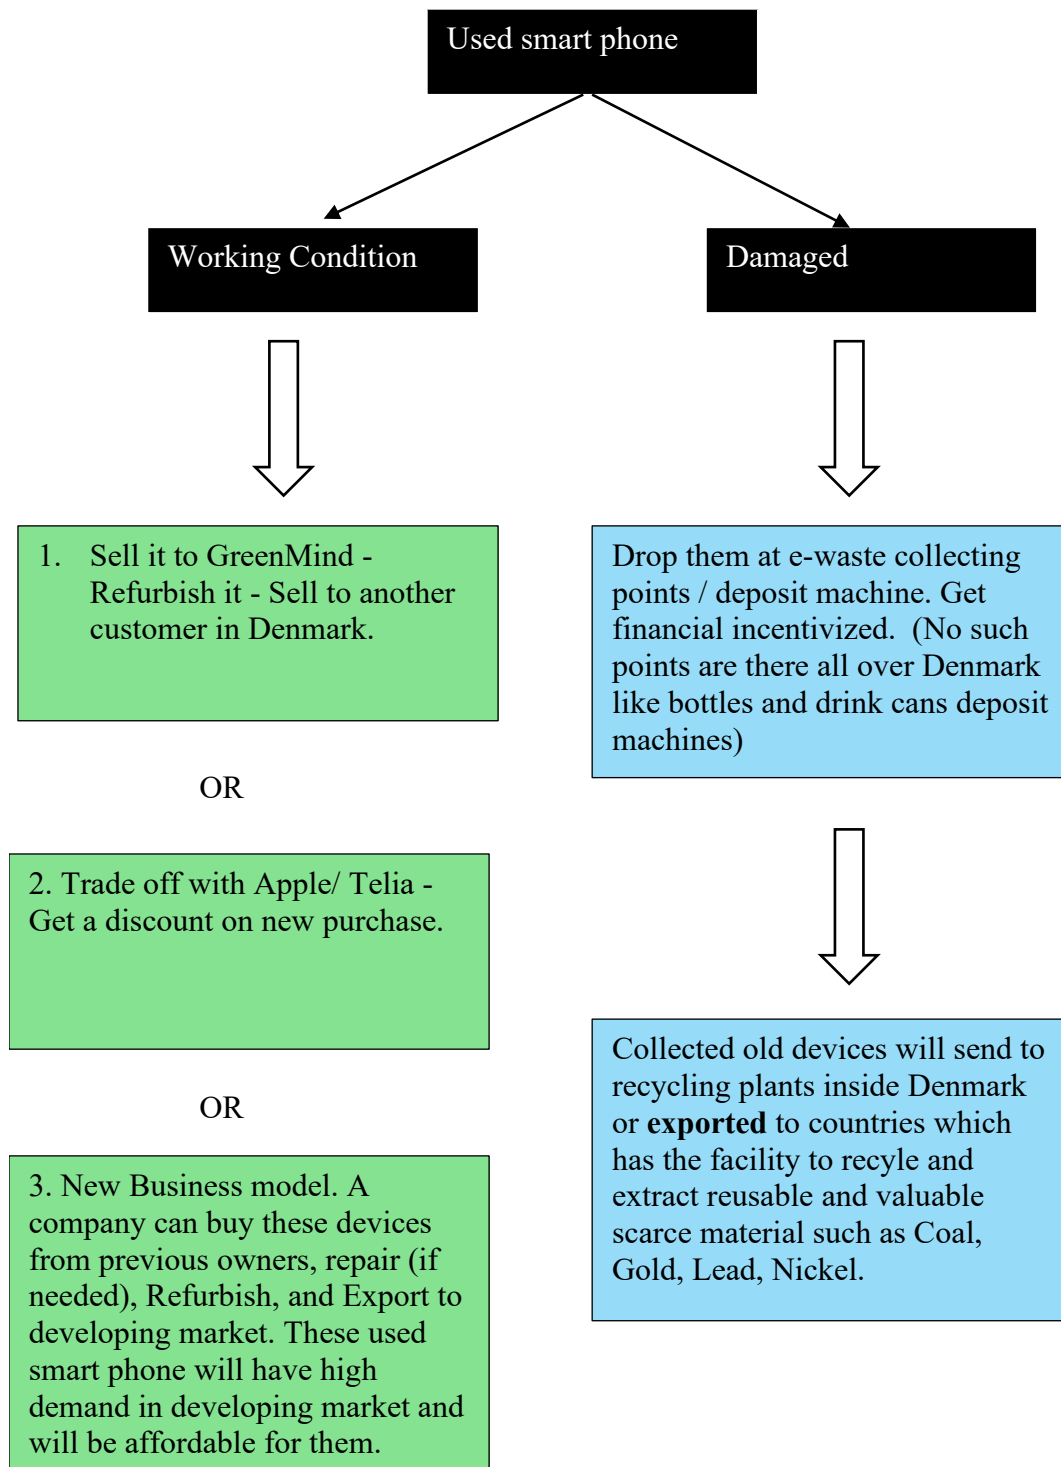 Used smart phone
Working Condition
Damaged
1. Sell it to GreenMind -
Refurbish it - Sell to another
customer in Denmark.
OR
2. Trade off with Apple/ Telia -
Get a discount on new purchase.
OR
3. New Business model. A
company can buy these devices
from previous owners, repair (if
needed), Refurbish, and Export to
developing market. These used
smart phone will have high
demand in developing market and
will be affordable for them.
Drop them at e-waste collecting
points / deposit machine. Get
financial incentivized. (No such
points are there all over Denmark
like bottles and drink cans deposit
machines)
Collected old devices will send to
recycling plants inside Denmark
or exported to countries which
has the facility to recyle and
extract reusable and valuable
scarce material such as Coal,
Gold, Lead, Nickel.